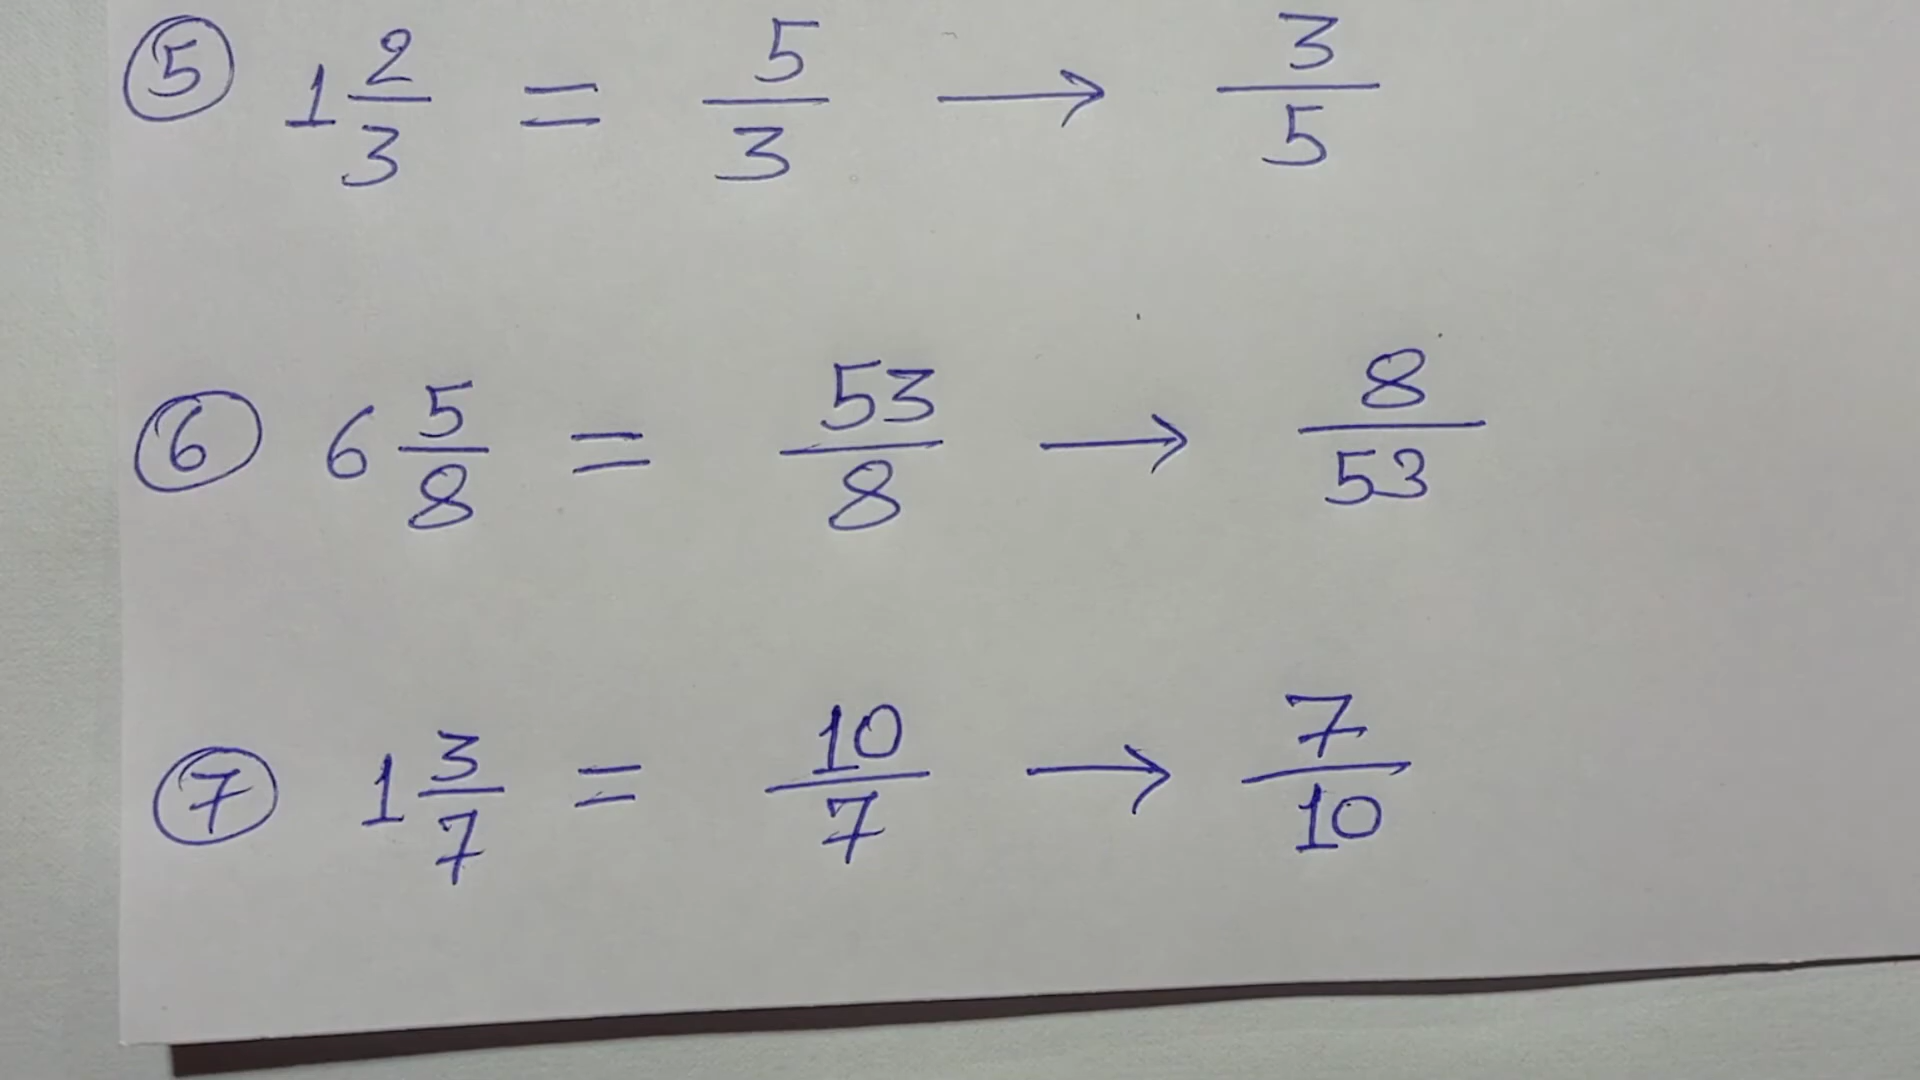 ⑤ 1 2/3 = 5/3 → 3/5
⑥ 6 5/8 = 53/8 → 8/53
⑦ 1 3/7 = 10/7 → 7/10